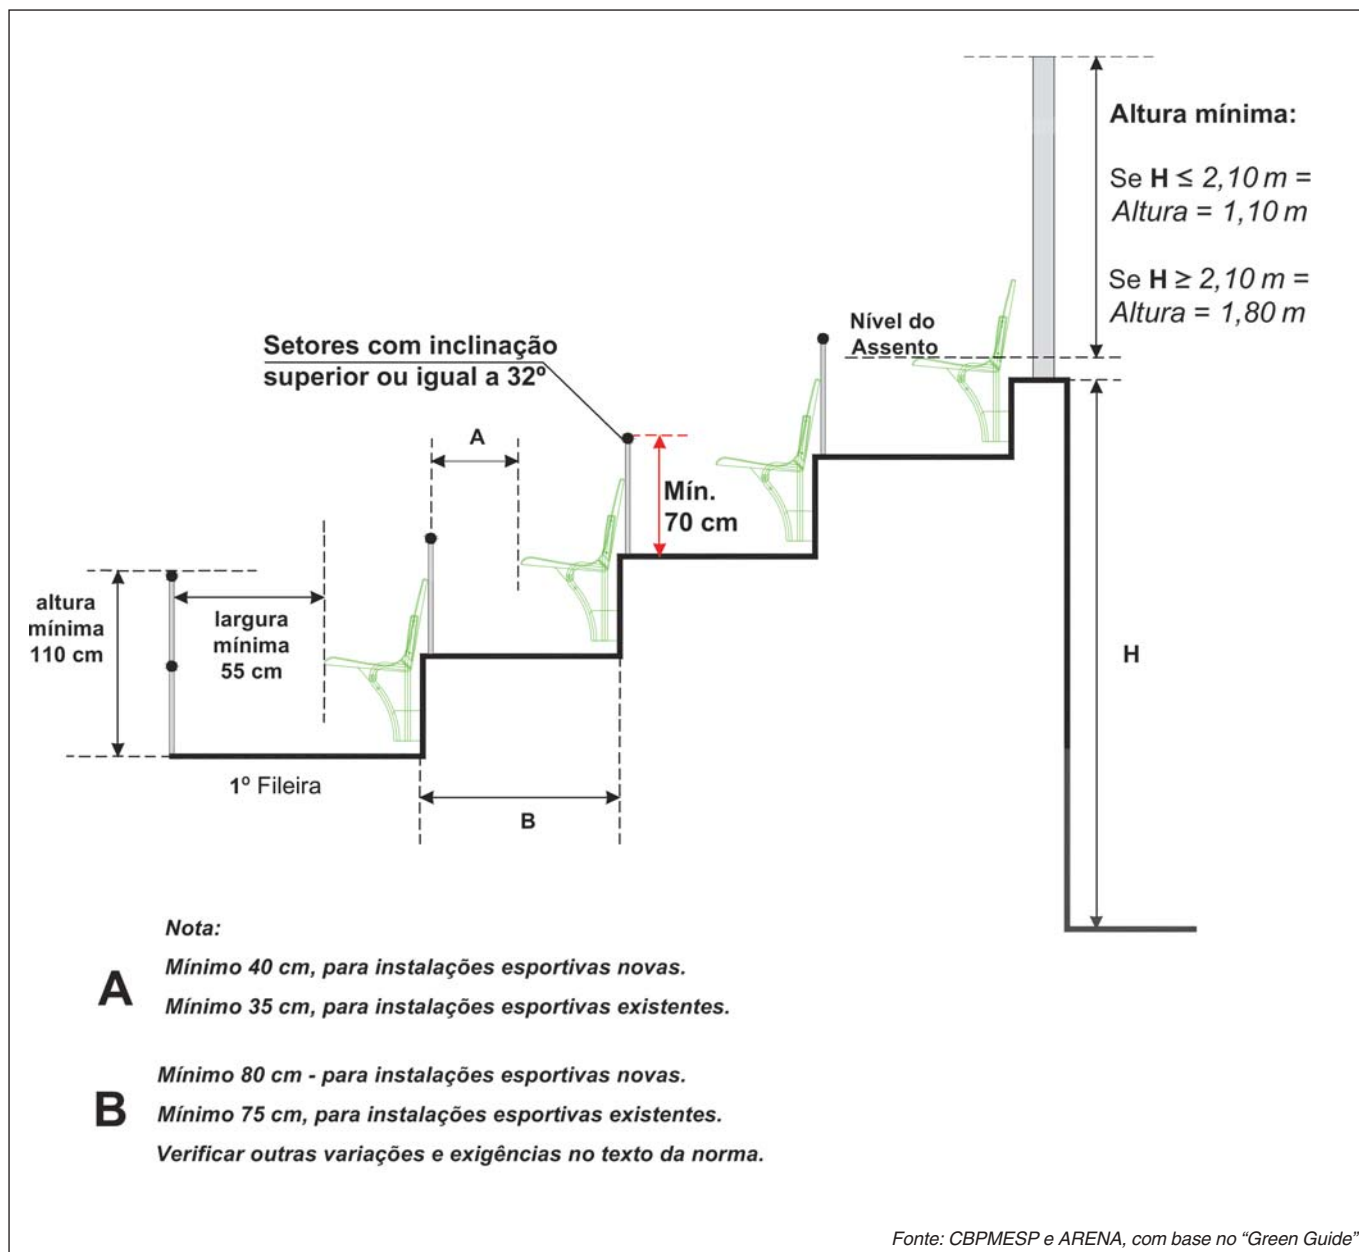 Altura mínima:
Se H ≤ 2,10 m =
Altura = 1,10 m
Se H ≥ 2,10 m =
Altura = 1,80 m
Nível do
Assento
Setores com inclinação
superior ou igual a 32º
A
Mín.
70 cm
altura
mínima
110 cm
largura
mínima
55 cm
H
1º Fileira
B
Nota:
A
Mínimo 40 cm, para instalações esportivas novas.
Mínimo 35 cm, para instalações esportivas existentes.
B
Mínimo 80 cm - para instalações esportivas novas.
Mínimo 75 cm, para instalações esportivas existentes.
Verificar outras variações e exigências no texto da norma.
Fonte: CBPMESP e ARENA, com base no “Green Guide”